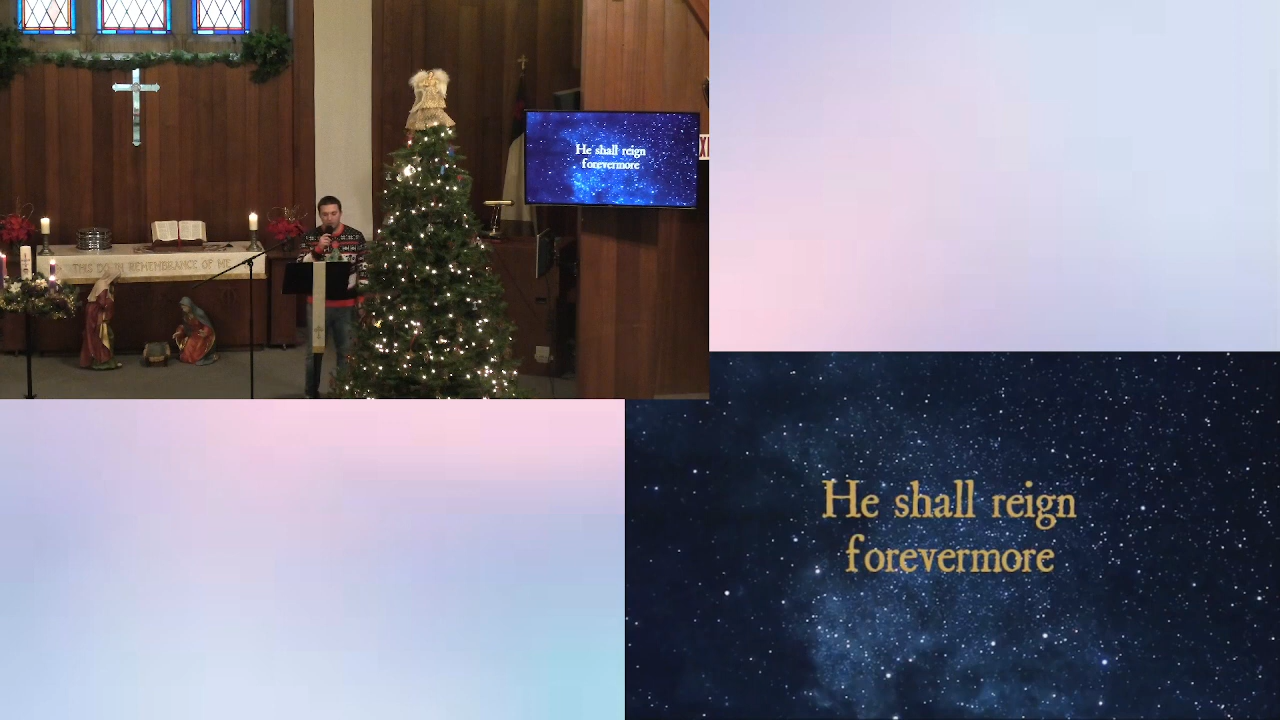 He shall reign
forevermore
THIS DO IN REMEMBRANCE OF ME
He shall reign
forevermore